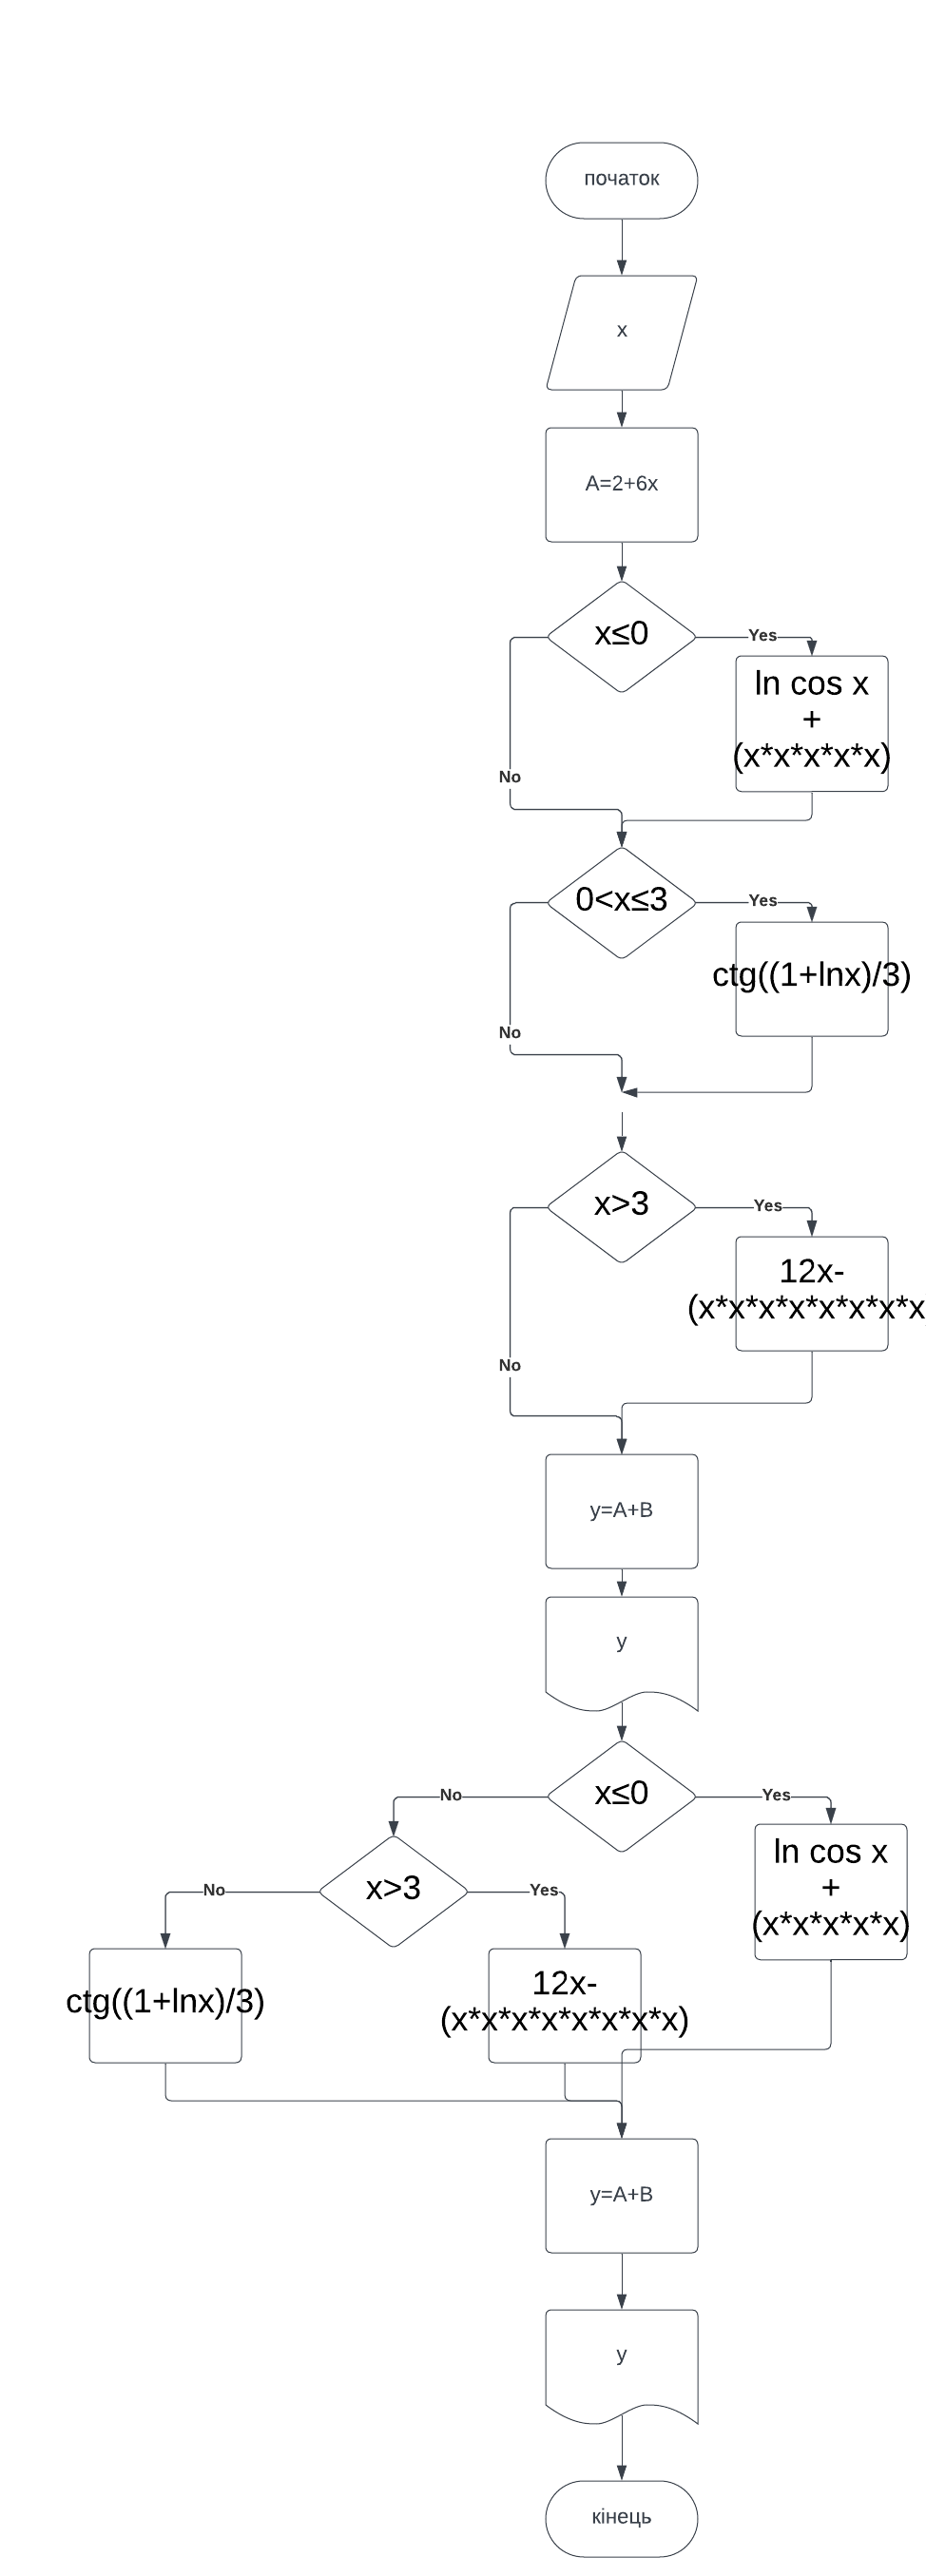 початок
x
A=2+6x
x≤0
Yes
ln cos x
+
(x*x*x*x*x)
No
0<x≤3
Yes
ctg((1+lnx)/3)
No
x>3
Yes
12x-
(x*x*x*x*x*x*x*x
No
y=A+B
y
x≤0
No
Yes
ln cos x
+
(x*x*x*x*x)
x>3
No
Yes
ctg((1+lnx)/3)
12x-
(x*x*x*x*x*x*x*x)
y=A+B
y
кінець